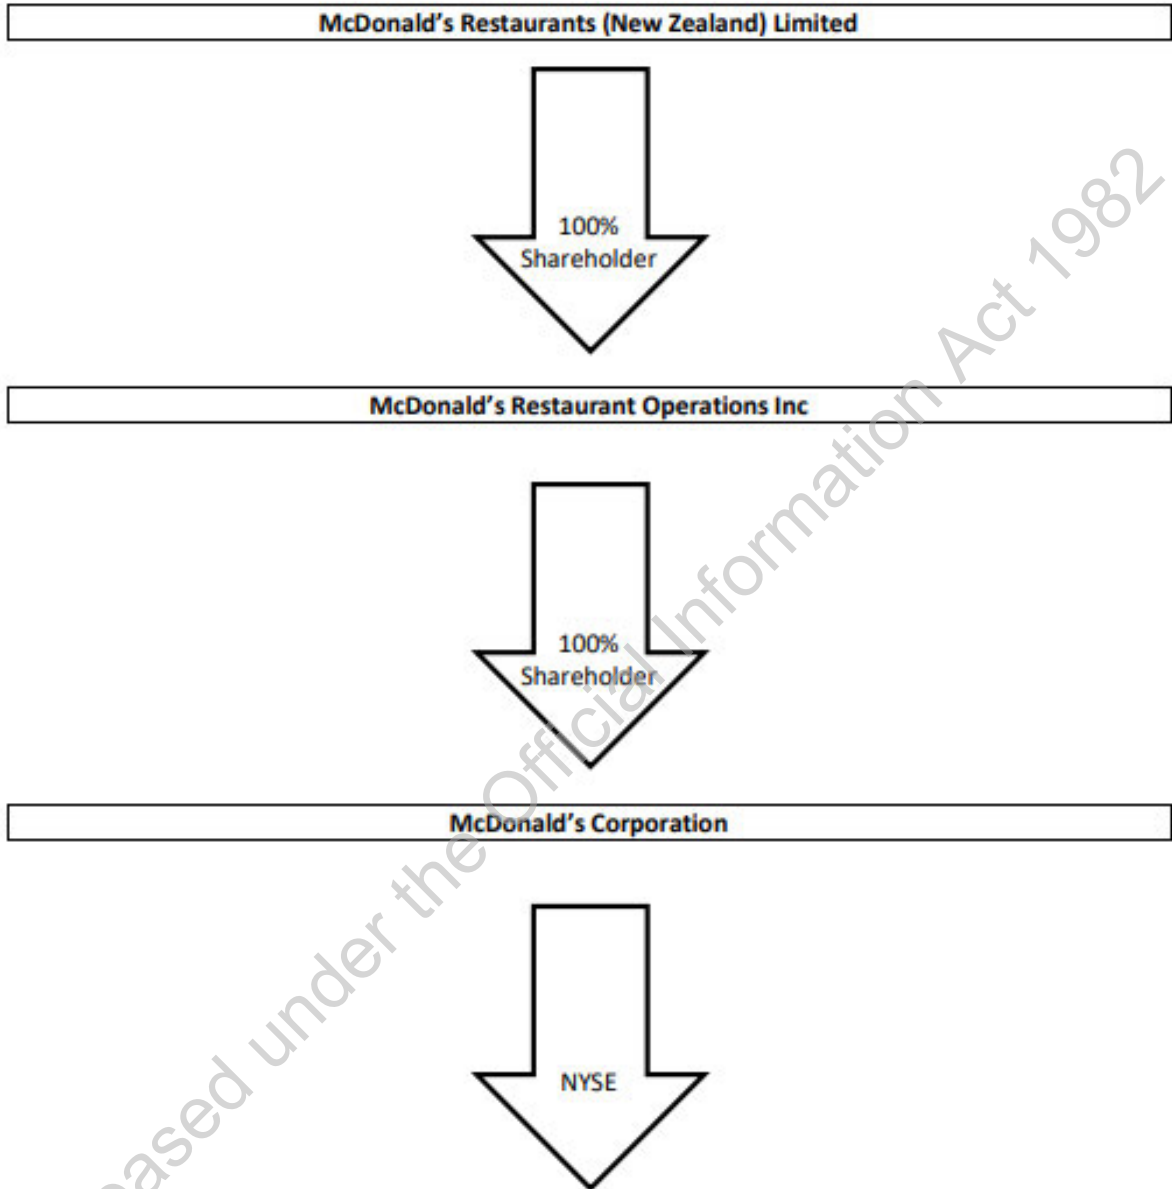 McDonald’s Restaurants (New Zealand) Limited
100%
Shareholder
McDonald’s Restaurant Operations Inc
100%
Shareholder
McDonald’s Corporation
NYSE
under the Official Information Act 1982